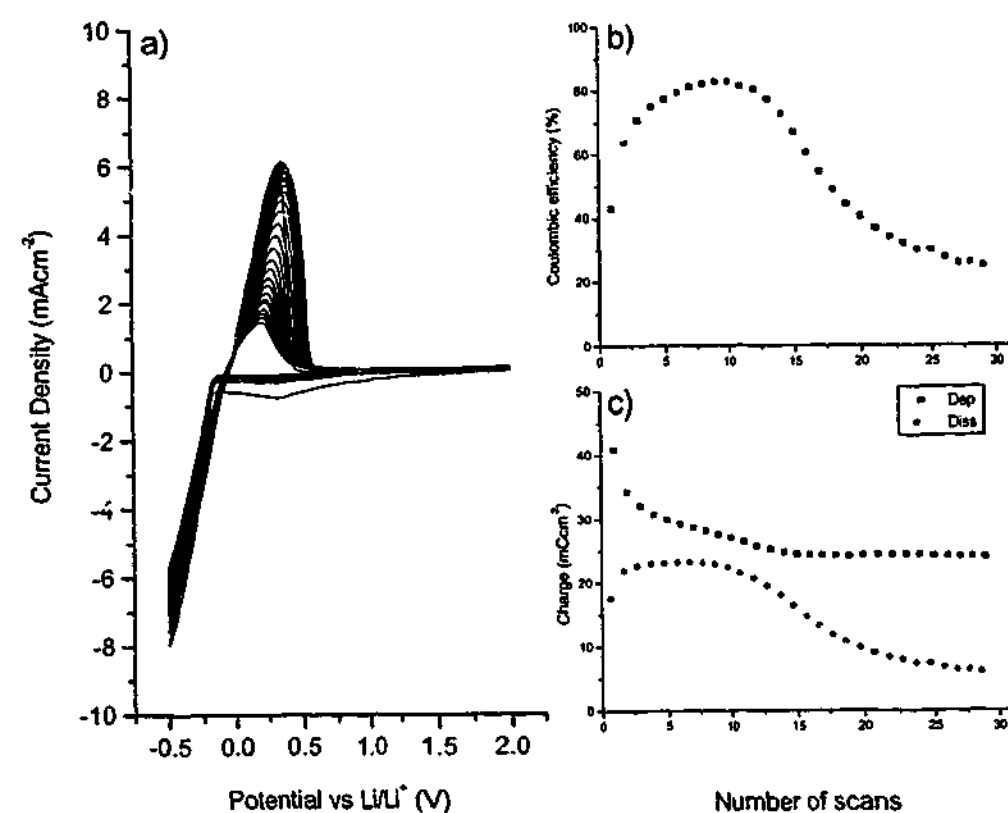 a)
10
8
6
4
2
0
-2
-4
-6
-8
-10
Current Density (mAcm⁻²)
-0.5 0.0 0.5 1.0 1.5 2.0
Potential vs Li/Li⁺ (V)
b)
100
80
60
40
20
0
Coulombic efficiency (%)
0 5 10 15 20 25 30
c)
Dep
Diss
50
40
30
20
10
0
Charge (mCcm⁻²)
0 5 10 15 20 25 30
Number of scans